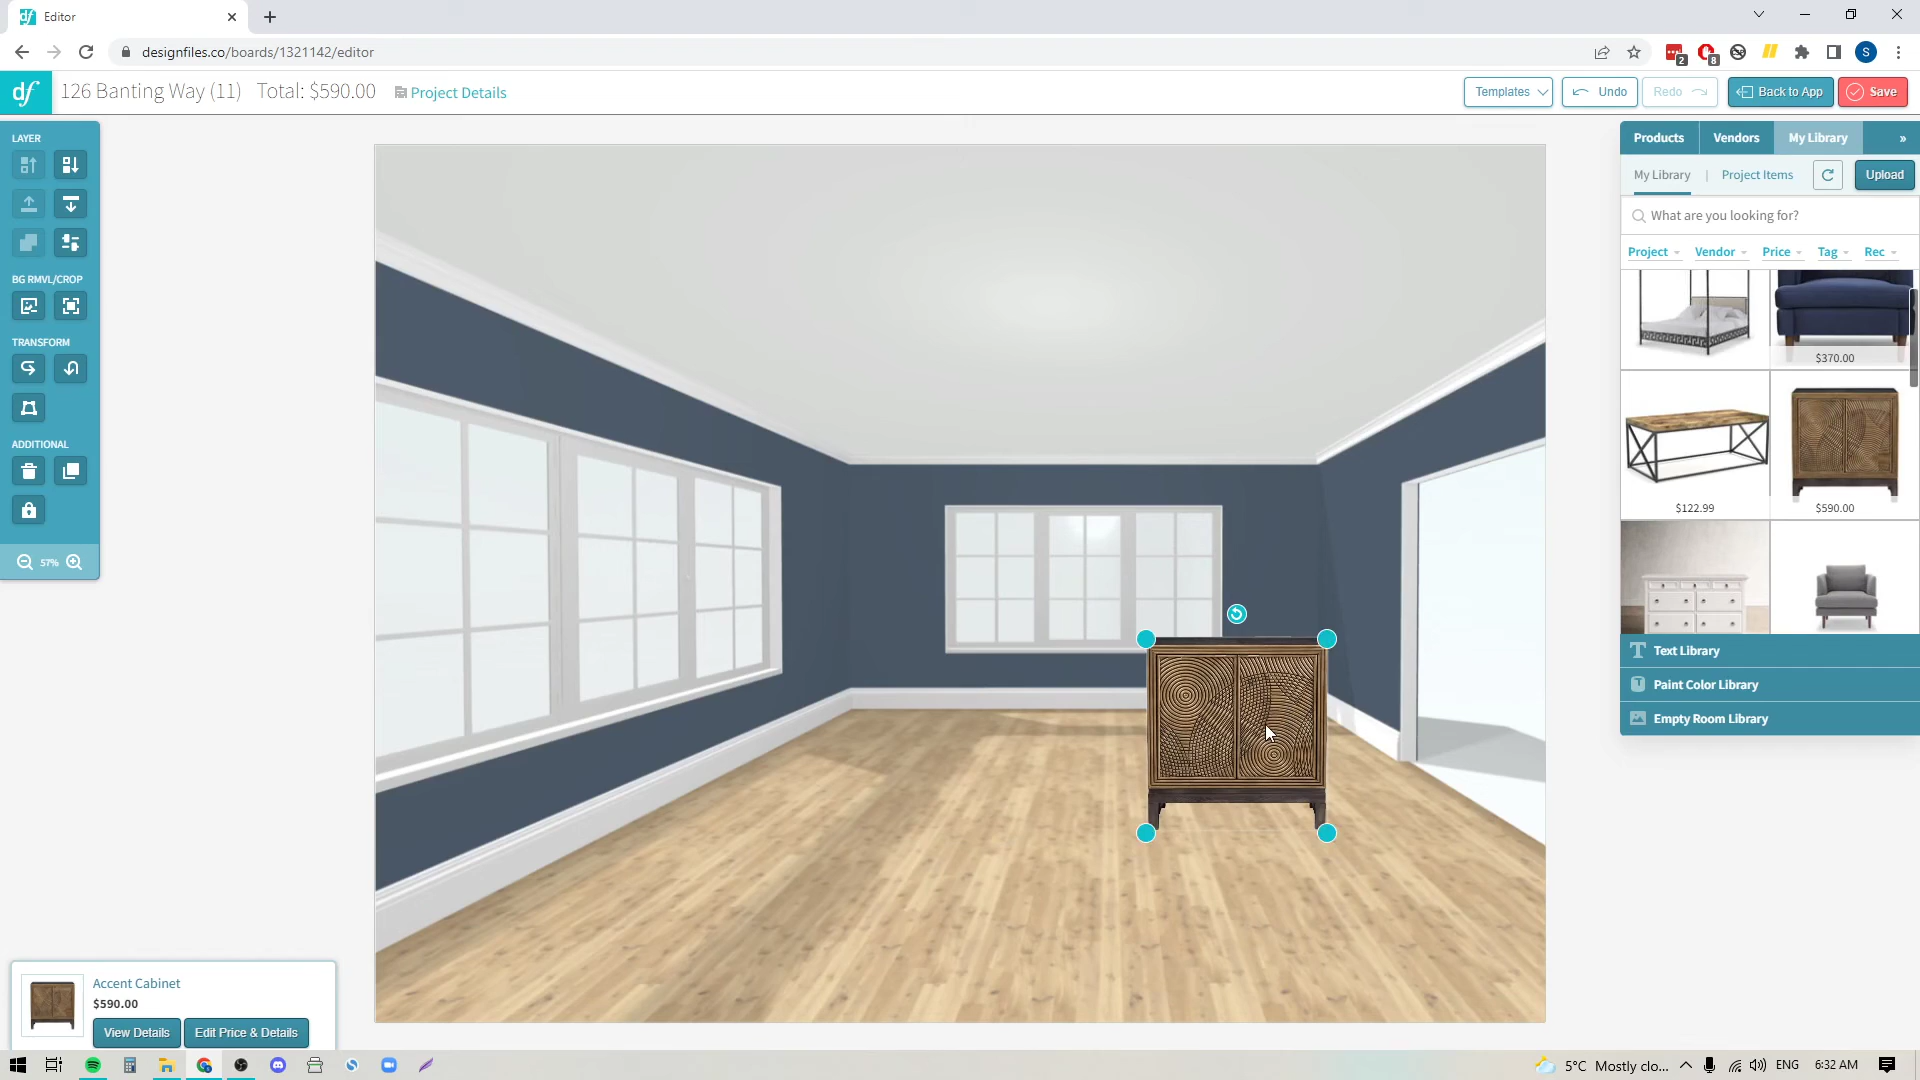 df Editor
designfiles.co/boards/1321142/editor
2
8
S
df
126 Banting Way (11) Total: $590.00 Project Details
Templates
Undo
Redo
Back to App
Save
LAYER
BG RMVL/CROP
TRANSFORM
ADDITIONAL
57%
Products Vendors My Library »
My Library | Project Items Upload
What are you looking for?
Project Vendor Price Tag Rec
$370.00
$122.99 $590.00
Text Library
Paint Color Library
Empty Room Library
Accent Cabinet
$590.00
View Details Edit Price & Details
5°C Mostly clo... ENG 6:32 AM